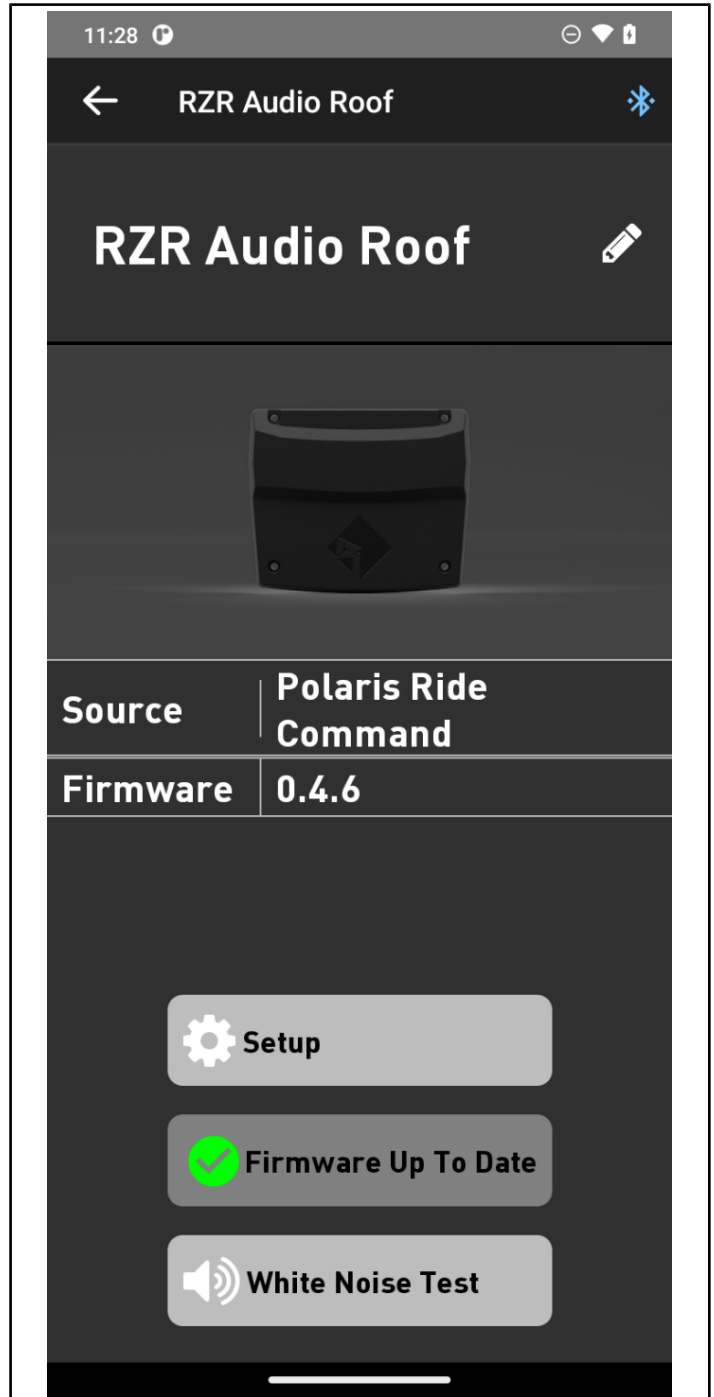 11:28
RZR Audio Roof
RZR Audio Roof
Source
Polaris Ride
Command
Firmware
0.4.6
Setup
Firmware Up To Date
White Noise Test